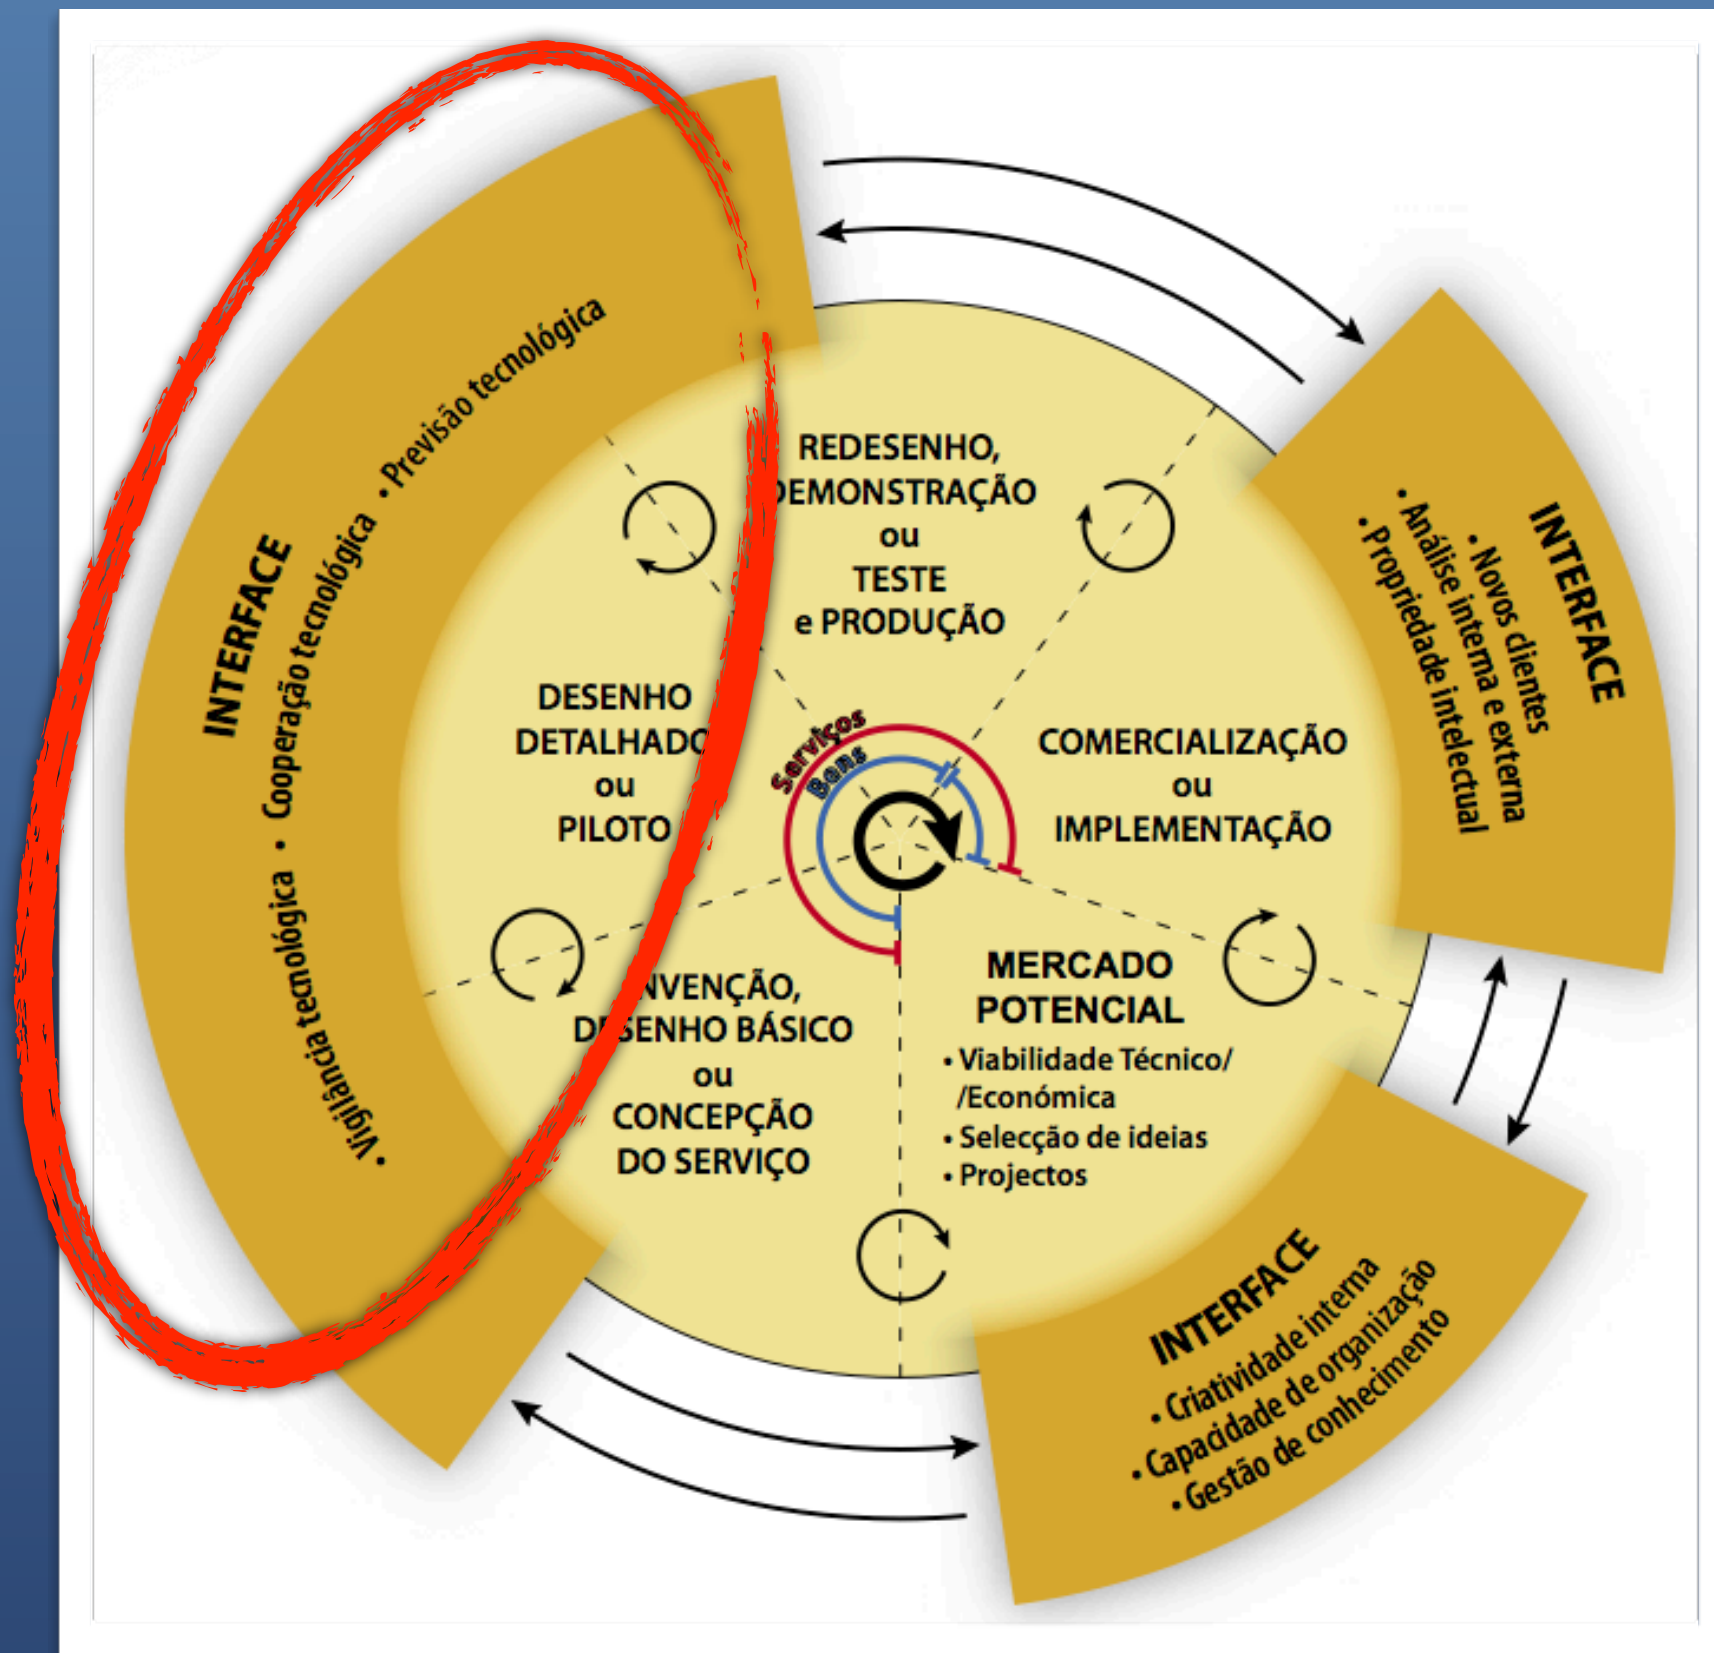 INTERFACE
• Vigilância tecnológica • Cooperação tecnológica • Previsão tecnológica
REDESENHO,
DEMONSTRAÇÃO
ou
TESTE
e PRODUÇÃO
INTERFACE
• Novos clientes
• Análise interna e externa
• Propriedade intelectual
DESENHO
DETALHADO
ou
PILOTO
Serviços
Bens
COMERCIALIZAÇÃO
ou
IMPLEMENTAÇÃO
INVENÇÃO,
DESENHO BÁSICO
ou
CONCEPÇÃO
DO SERVIÇO
MERCADO
POTENCIAL
• Viabilidade Técnico/
/Económica
• Selecção de ideias
• Projectos
INTERFACE
• Criatividade interna
• Capacidade de organização
• Gestão de conhecimento